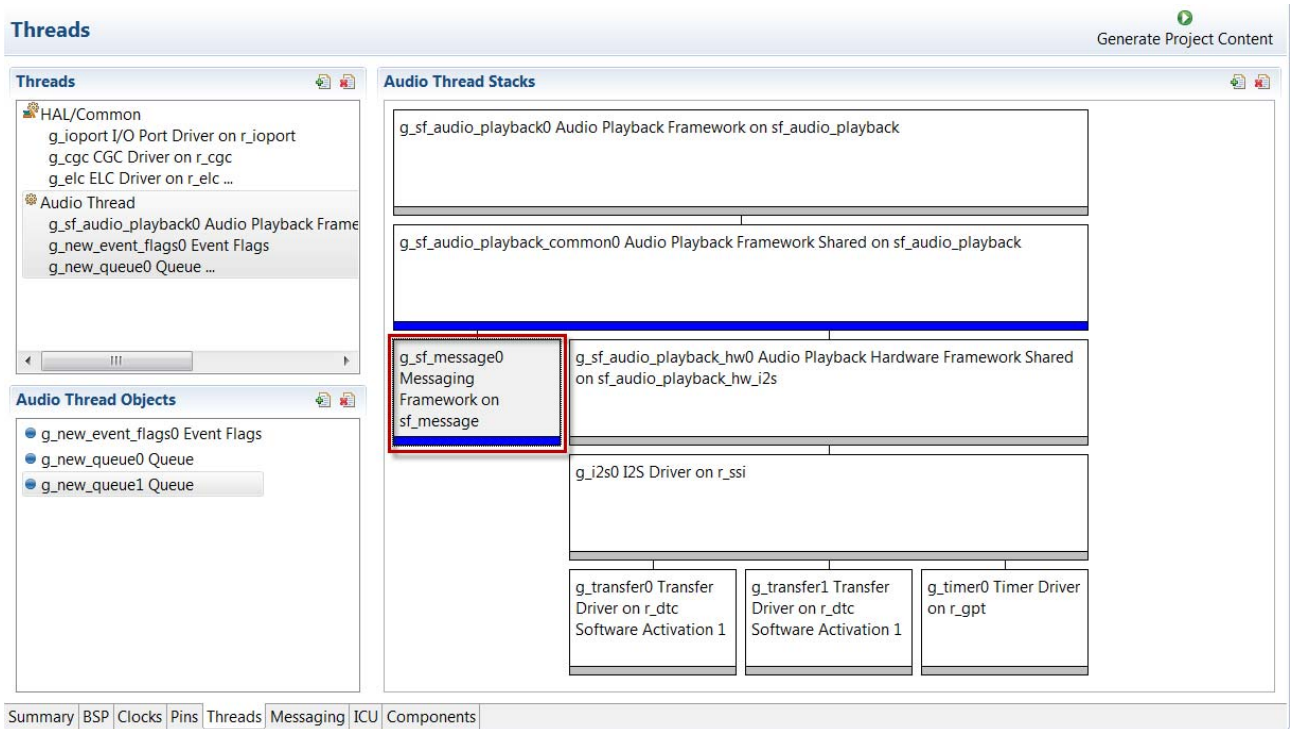 Threads
Generate Project Content
Threads
HAL/Common
g_ioport I/O Port Driver on r_ioport
g_cgc CGC Driver on r_cgc
g_elc ELC Driver on r_elc ...
Audio Thread
g_sf_audio_playback0 Audio Playback Frame
g_new_event_flags0 Event Flags
g_new_queue0 Queue ...
Audio Thread Objects
g_new_event_flags0 Event Flags
g_new_queue0 Queue
g_new_queue1 Queue
Audio Thread Stacks
g_sf_audio_playback0 Audio Playback Framework on sf_audio_playback
g_sf_audio_playback_common0 Audio Playback Framework Shared on sf_audio_playback
g_sf_message0
Messaging
Framework on
sf_message
g_sf_audio_playback_hw0 Audio Playback Hardware Framework Shared
on sf_audio_playback_hw_i2s
g_i2s0 I2S Driver on r_ssi
g_transfer0 Transfer
Driver on r_dtc
Software Activation 1
g_transfer1 Transfer
Driver on r_dtc
Software Activation 1
g_timer0 Timer Driver
on r_gpt
Summary BSP Clocks Pins Threads Messaging ICU Components